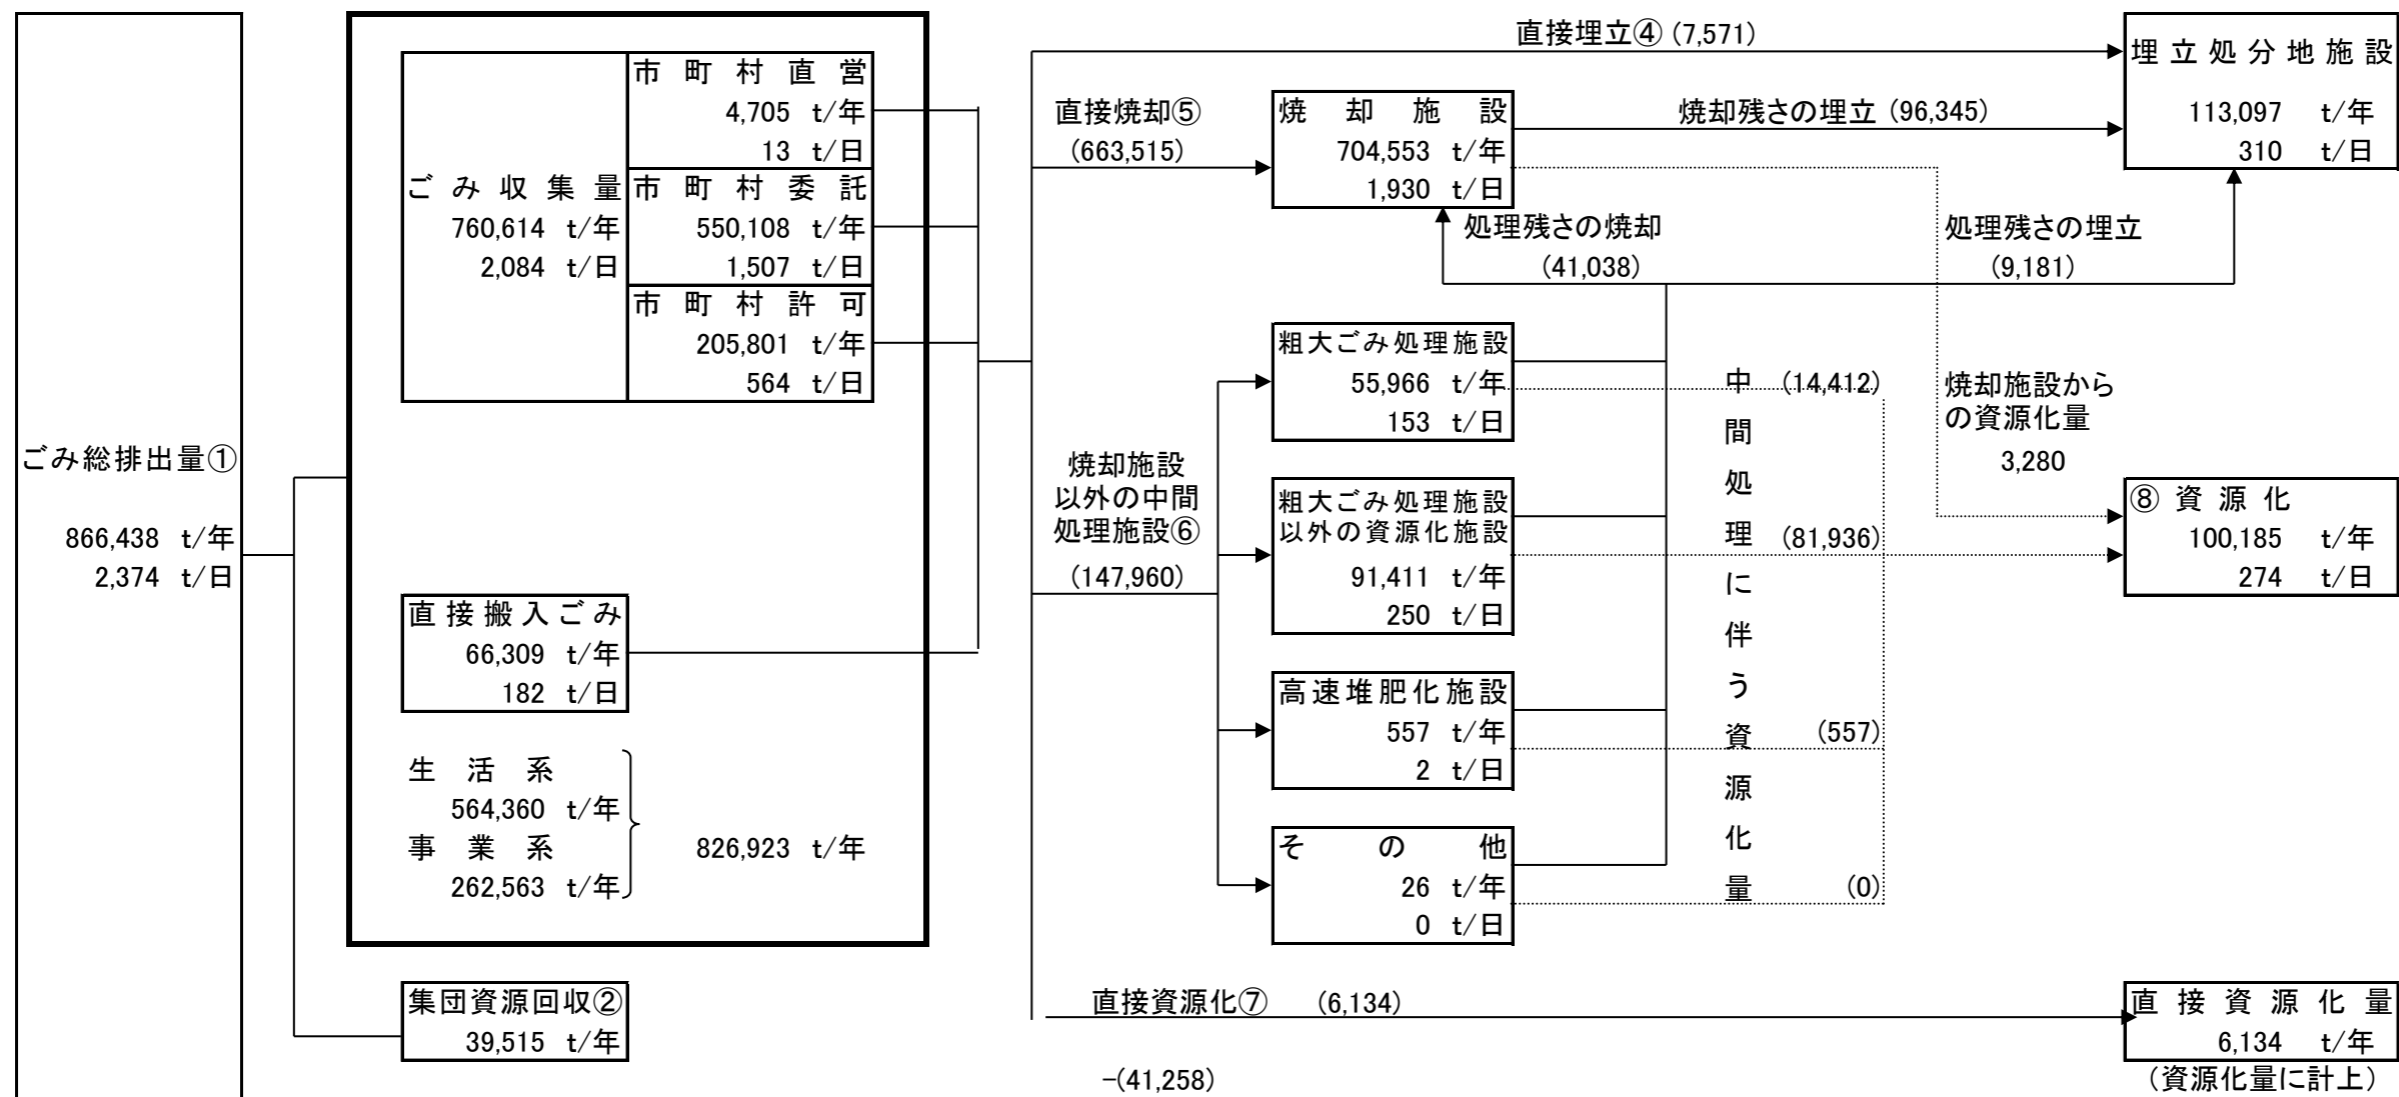 ごみ総排出量①
866,438 t/年
2,374 t/日
ごみ収集量
760,614 t/年
2,084 t/日
市町村直営
4,705 t/年
13 t/日
市町村委託
550,108 t/年
1,507 t/日
市町村許可
205,801 t/年
564 t/日
直接搬入ごみ
66,309 t/年
182 t/日
生活系
564,360 t/年
事業系
262,563 t/年
826,923 t/年
集団資源回収②
39,515 t/年
直接埋立④ (7,571)
直接焼却⑤
(663,515)
焼却施設
704,553 t/年
1,930 t/日
焼却残さの埋立 (96,345)
埋立処分地施設
113,097 t/年
310 t/日
処理残さの焼却
(41,038)
処理残さの埋立
(9,181)
焼却施設
以外の中間
処理施設⑥
(147,960)
粗大ごみ処理施設
55,966 t/年
153 t/日
粗大ごみ処理施設
以外の資源化施設
91,411 t/年
250 t/日
高速堆肥化施設
557 t/年
2 t/日
その他
26 t/年
0 t/日
中間処理に伴う資源化量
(14,412)
(81,936)
(557)
(0)
焼却施設から
の資源化量
3,280
⑧資源化
100,185 t/年
274 t/日
直接資源化⑦ (6,134)
直接資源化量
6,134 t/年
(資源化量に計上)
-(41,258)